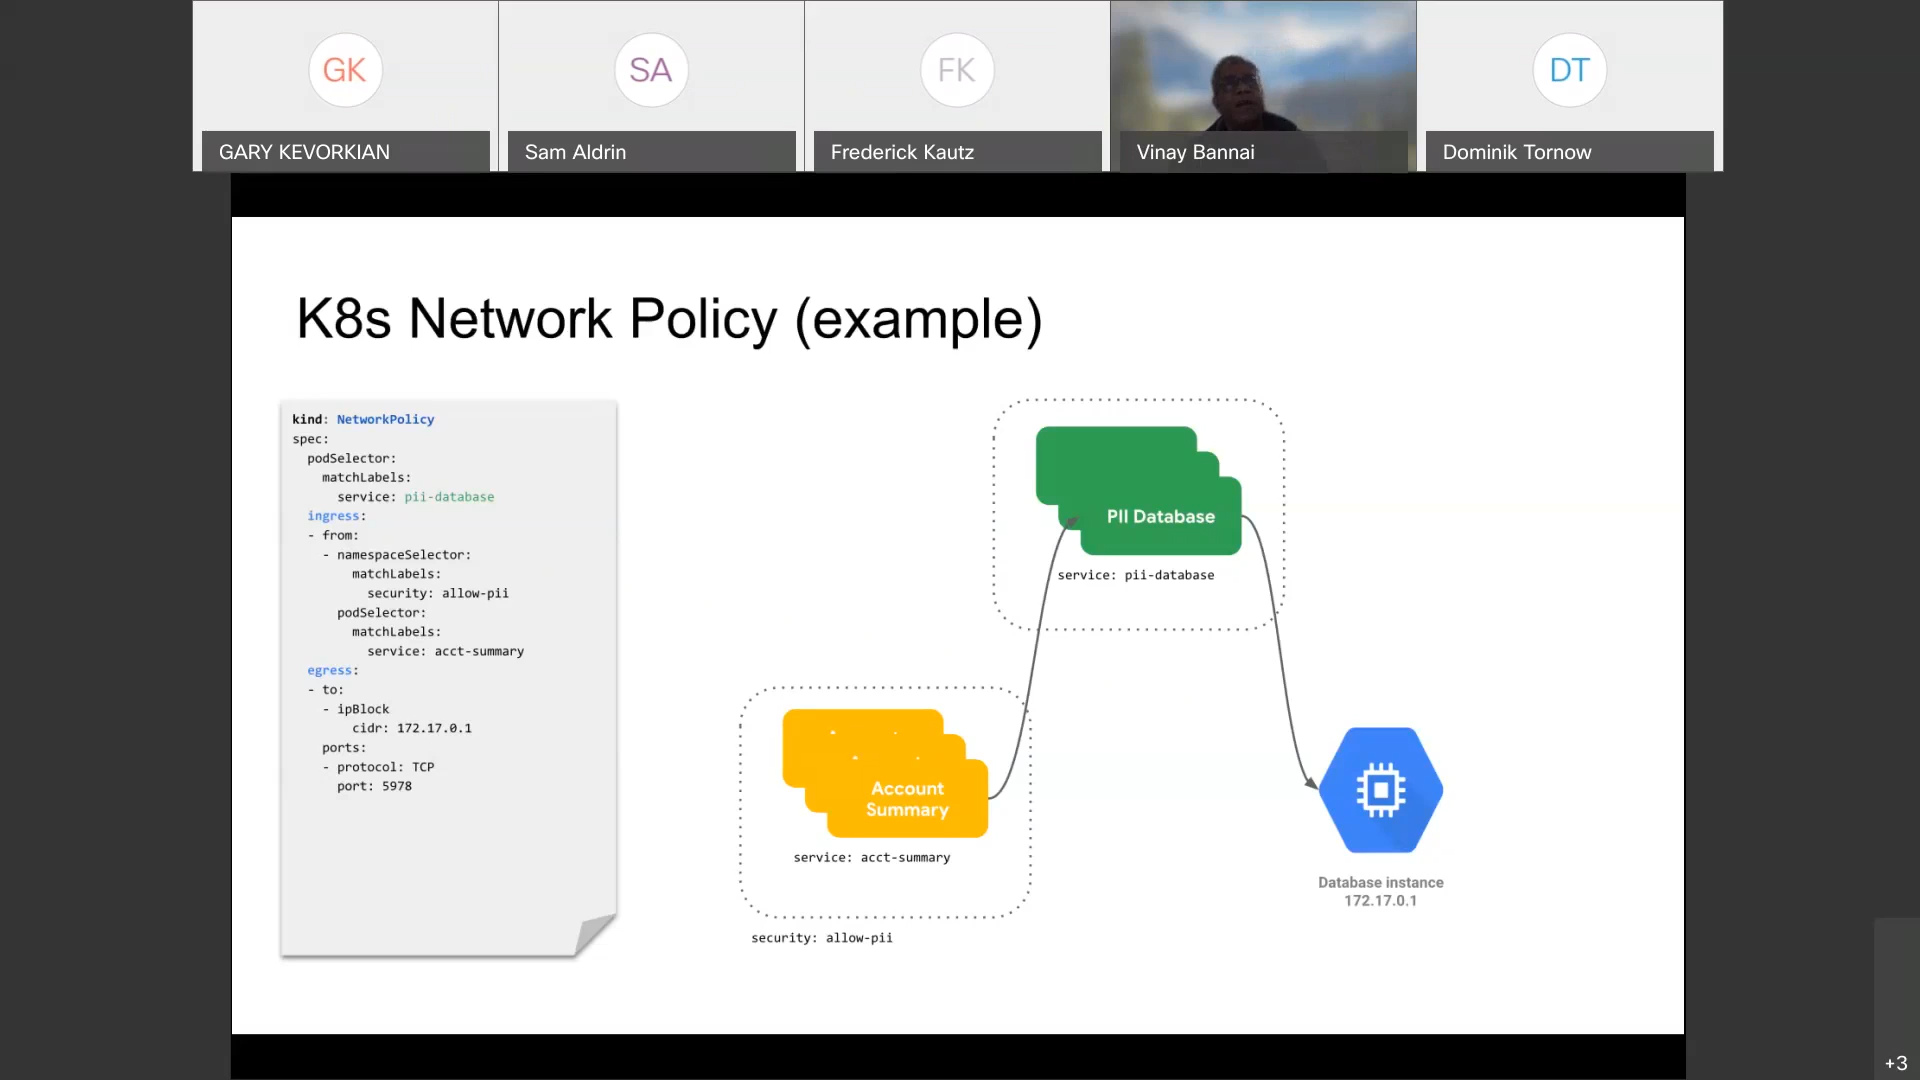 GK
SA
FK
DT
GARY KEVORKIAN
Sam Aldrin
Frederick Kautz
Vinay Bannai
Dominik Tornow
K8s Network Policy (example)
kind: NetworkPolicy
spec:
  podSelector:
    matchLabels:
      service: pii-database
  ingress:
  - from:
    - namespaceSelector:
        matchLabels:
          security: allow-pii
      podSelector:
        matchLabels:
          service: acct-summary
  egress:
  - to:
    - ipBlock
        cidr: 172.17.0.1
    ports:
    - protocol: TCP
      port: 5978
PII Database
service: pii-database
Account
Summary
service: acct-summary
security: allow-pii
Database instance
172.17.0.1
+3